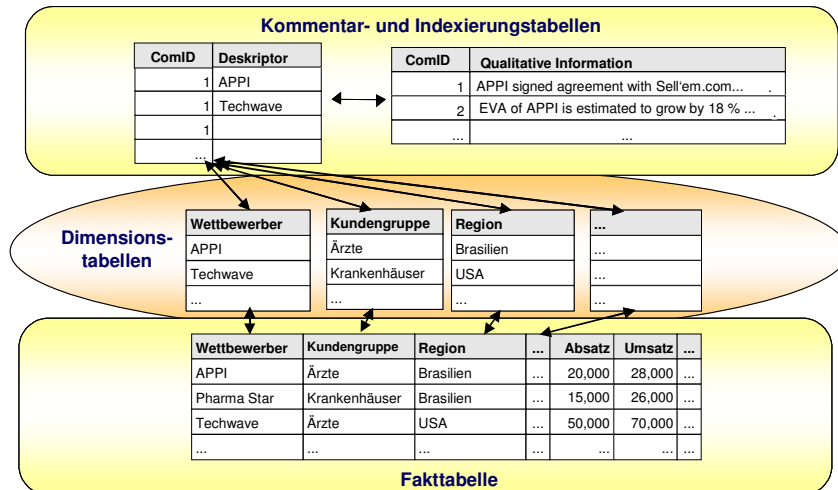 Kommentar- und Indexierungstabellen
ComID Deskriptor
1 APPI
1 Techwave
1
...
ComID Qualitative Information
1 APPI signed agreement with Sell'em.com... .
2 EVA of APPI is estimated to grow by 18 % ... .
... ...
Dimensions-
tabellen
Wettbewerber
APPI
Techwave
...
Kundengruppe
Ärzte
Krankenhäuser
...
Region
Brasilien
USA
...
...
...
...
...
Wettbewerber Kundengruppe Region ... Absatz Umsatz ...
APPI Ärzte Brasilien ... 20,000 28,000 ...
Pharma Star Krankenhäuser Brasilien ... 15,000 26,000 ...
Techwave Ärzte USA ... 50,000 70,000 ...
... ... ... ... ... ... ...
Fakttabelle